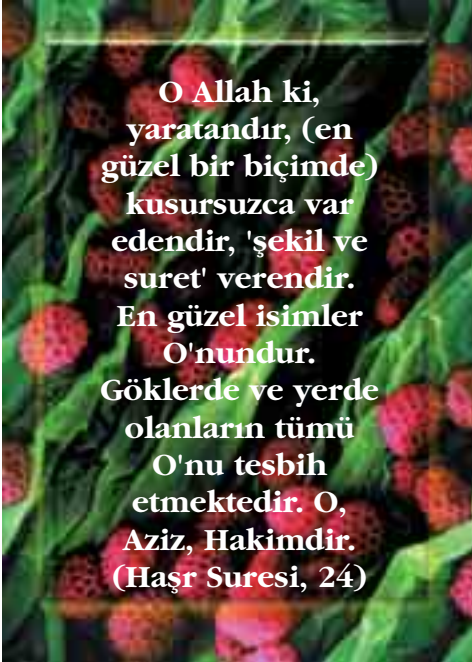 O Allah ki,
yaratandır, (en
güzel bir biçimde)
kusursuzca var
edendir, 'şekil ve
suret' verendir.
En güzel isimler
O'nundur.
Göklerde ve yerde
olanların tümü
O'nu tesbih
etmektedir. O,
Aziz, Hakimdir.
(Haşr Suresi, 24)